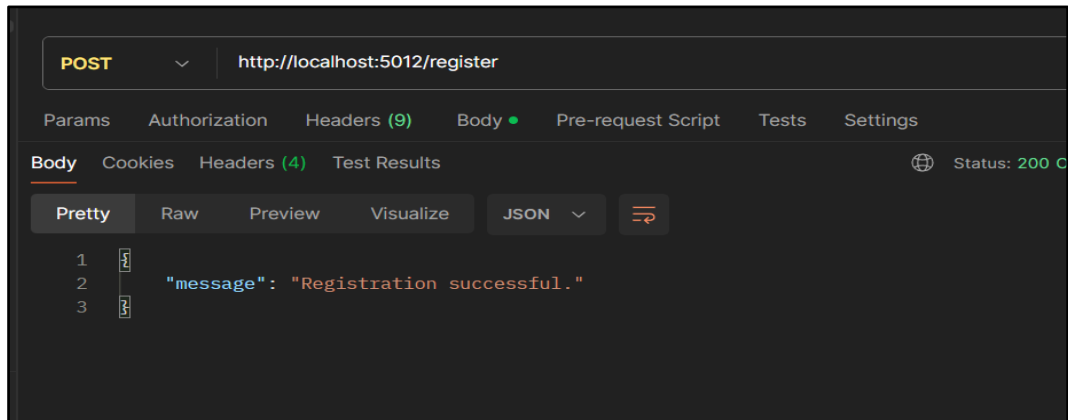 POST http://localhost:5012/register
Params Authorization Headers (9) Body Pre-request Script Tests Settings
Body Cookies Headers (4) Test Results Status: 200
Pretty Raw Preview Visualize JSON
1 {
2 "message": "Registration successful."
3 }